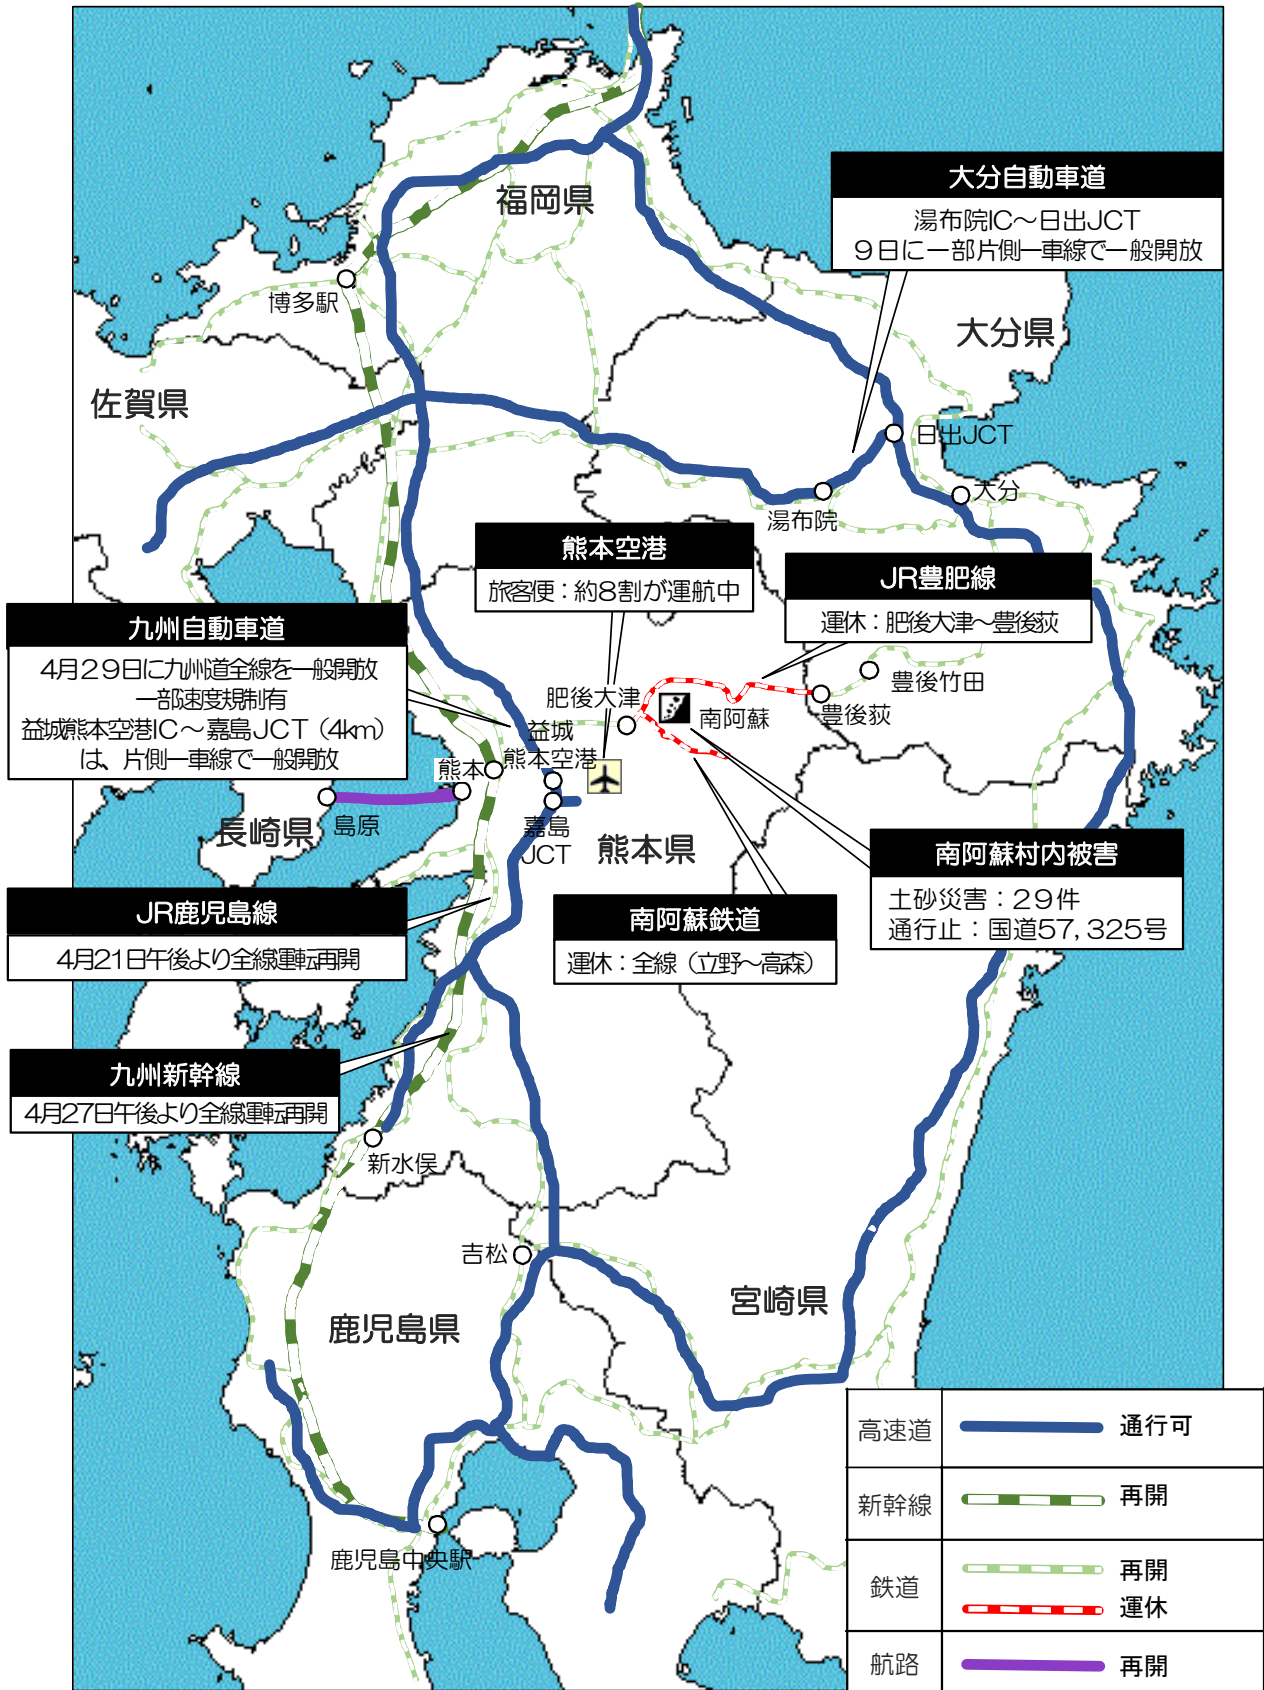 福岡県
大分自動車道
湯布院IC～日出JCT
９日に一部片側一車線で一般開放
博多駅
大分県
佐賀県
日出JCT
大分
湯布院
熊本空港
旅客便：約8割が運航中
JR豊肥線
運休：肥後大津～豊後荻
九州自動車道
4月２9日に九州道全線を一般開放
一部速度規制有
益城熊本空港IC～嘉島JCT（4km）
は、片側一車線で一般開放
肥後大津
南阿蘇
豊後竹田
豊後荻
益城
熊本空港
熊本
島原
長崎県
嘉島
JCT
熊本県
南阿蘇村内被害
土砂災害：２9件
通行止：国道57，325号
JR鹿児島線
4月21日午後より全線運転再開
南阿蘇鉄道
運休：全線（立野～高森）
九州新幹線
4月27日午後より全線運転再開
新水俣
吉松
宮崎県
鹿児島県
鹿児島中央駅
高速道
通行可
新幹線
再開
鉄道
再開
運休
航路
再開